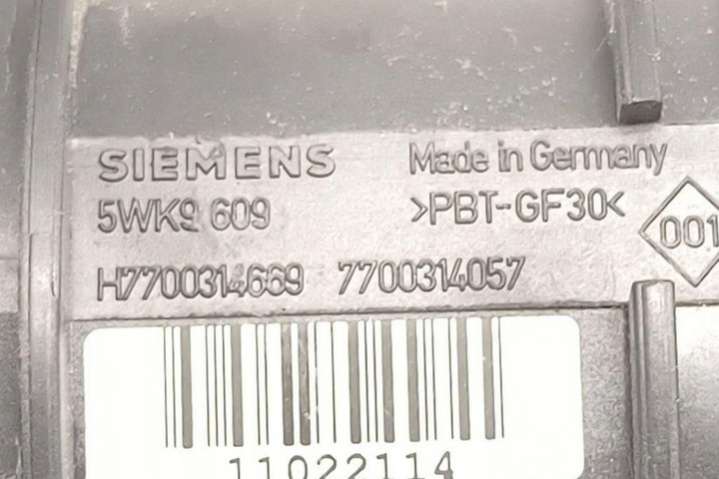 SIEMENS Made in Germany
5WK9 609 >PBT-GF30<
001
H7700314669 7700314057
11022114